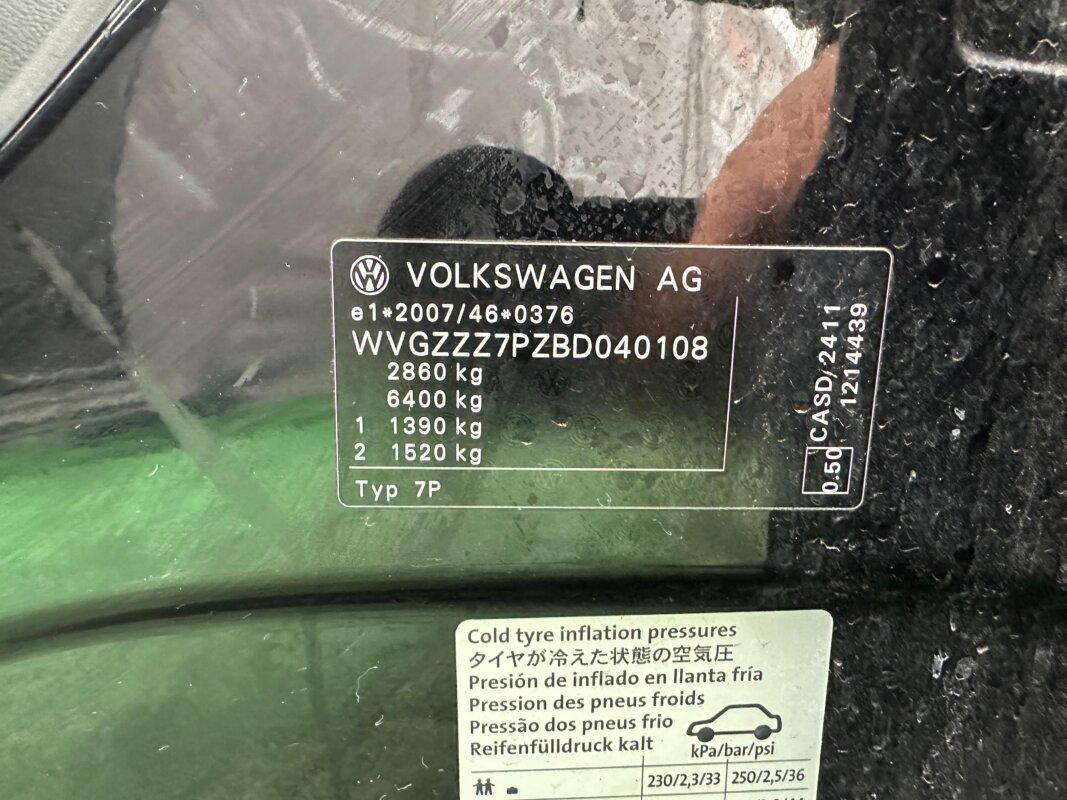 VOLKSWAGEN AG
e1*2007/46*0376
WVGZZZ7PZBD040108
2860 kg
6400 kg
1 1390 kg
2 1520 kg
Typ 7P
0.50 CASD/2411
1214439
Cold tyre inflation pressures
タイヤが冷えた状態の空気圧
Presión de inflado en llanta fría
Pression des pneus froids
Pressão dos pneus frio
Reifenfülldruck kalt
kPa/bar/psi
230/2,3/33 250/2,5/36